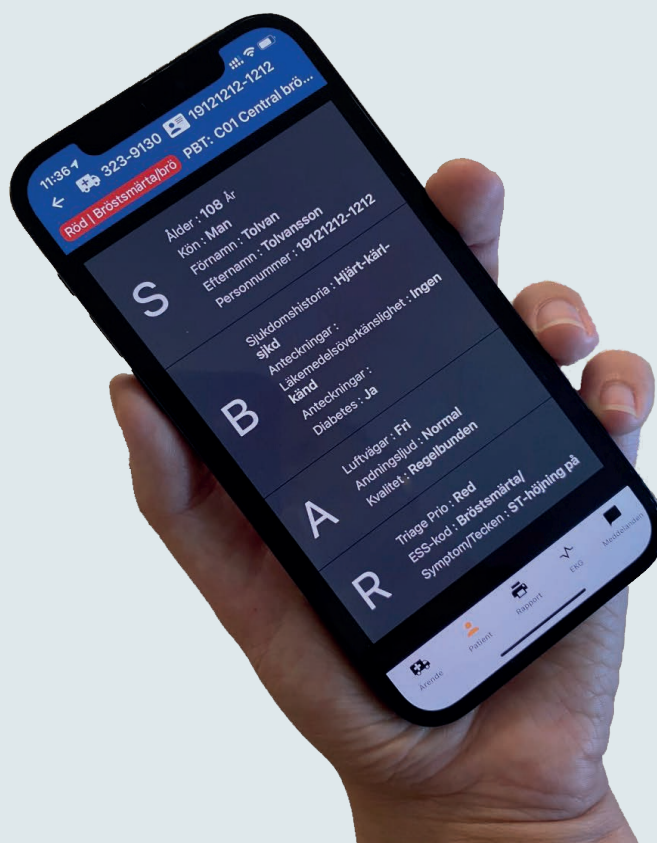 11:36
323-9130 19121212-1212
Röd | Bröstsmärta/brö PBT: C01 Central brö...
S
Ålder : 108 År
Kön : Man
Förnamn : Tolvan
Efternamn : Tolvansson
Personnummer : 19121212-1212
B
Sjukdomshistoria : Hjärt-kärl-
sjkd
Anteckningar :
Läkemedelsöverkänslighet : Ingen
känd
Anteckningar :
Diabetes : Ja
A
Luftvägar : Fri
Andningsljud : Normal
Kvalitet : Regelbunden
R
Triage Prio : Red
ESS-kod : Bröstsmärta/
Symptom/Tecken : ST-höjning på
Ärende
Patient
Rapport
EKG
Meddelanden